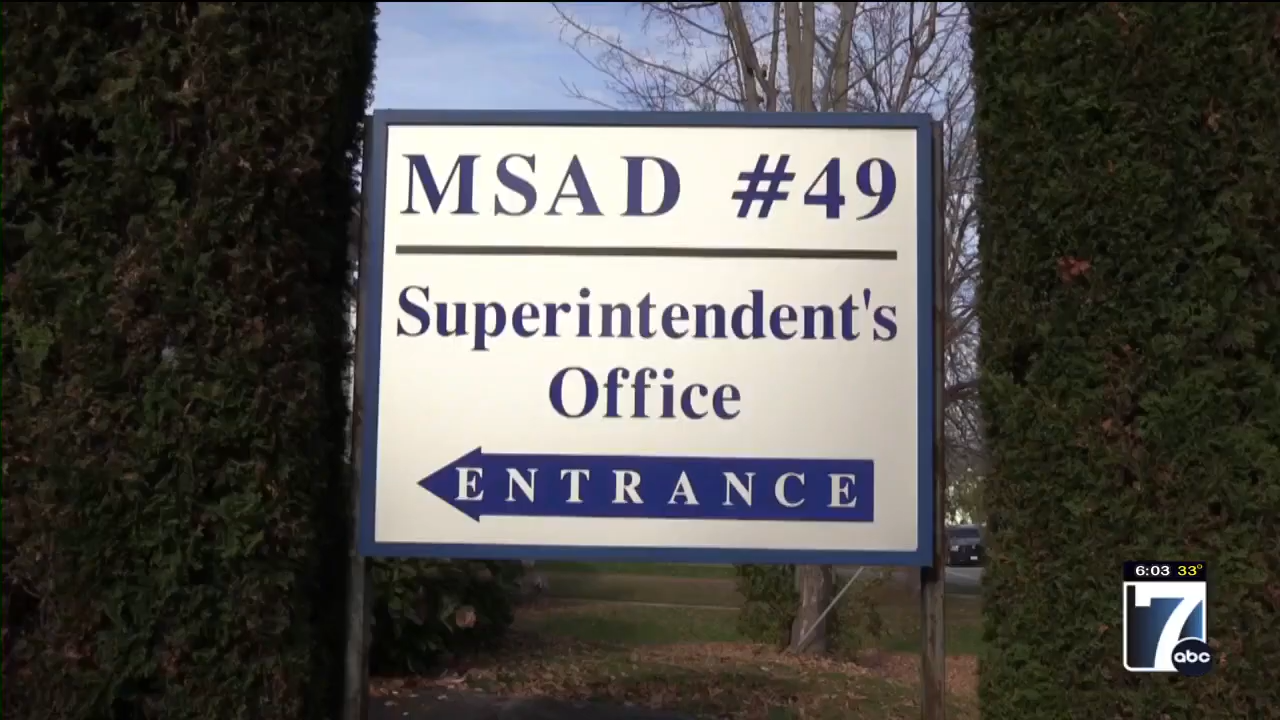 MSAD #49
Superintendent's
Office
ENTRANCE
6:03 33°
7
abc